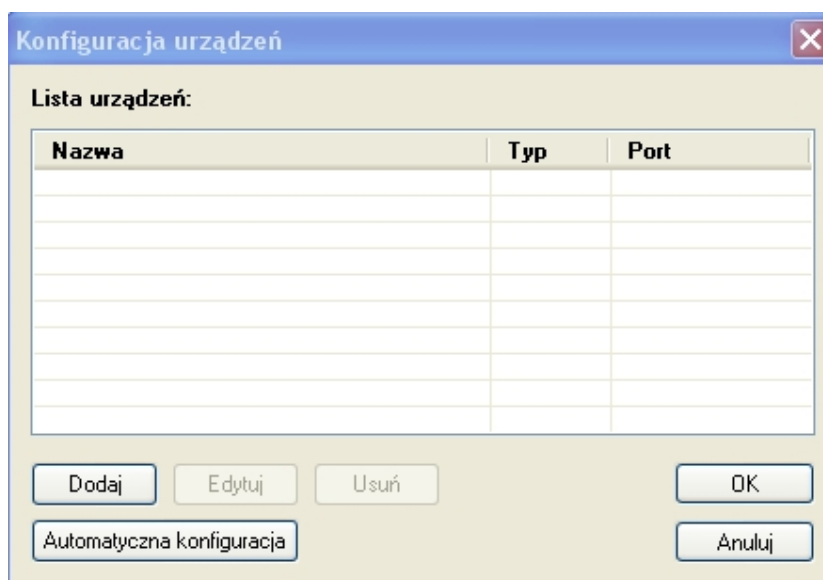 Konfiguracja urządzeń
Lista urządzeń:
Nazwa Typ Port
Dodaj Edytuj Usuń OK
Automatyczna konfiguracja Anuluj